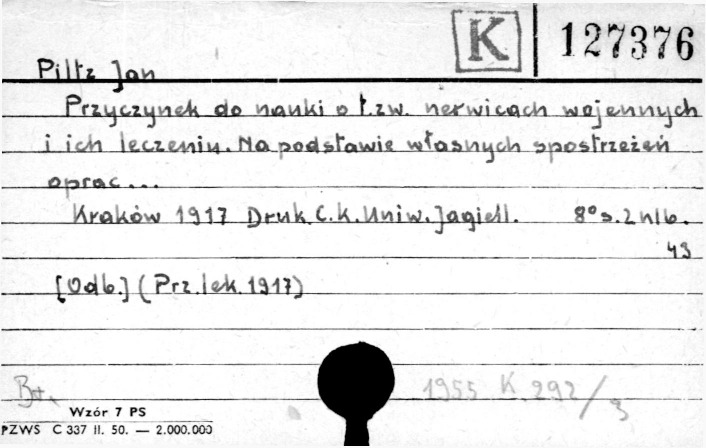 K 127376
Piltz Jan
Przyczynek do nauki o t.zw. nerwicach wojennych
i ich leczeniu. Na podstawie własnych spostrzeżeń
oprac...
Kraków 1917 Druk. C.k. Uniw. Jagiell. 8° s. 2 nlb.
43
[Odb.] (Prz. lek. 1917)
1955 K. 292/3
Wzór 7 PS
PZWS C 337 II. 50. — 2.000.000